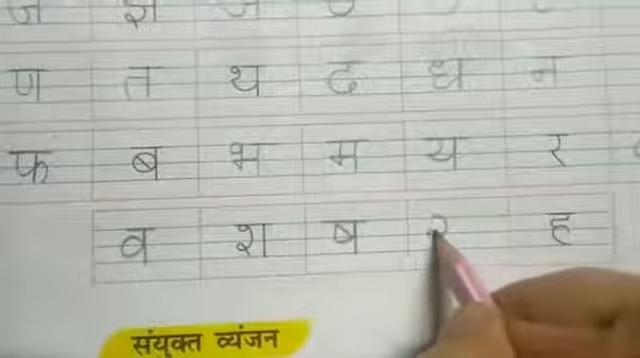 ण त थ द ध न
फ ब भ म य र
व श ष ह
संयुक्त व्यंजन